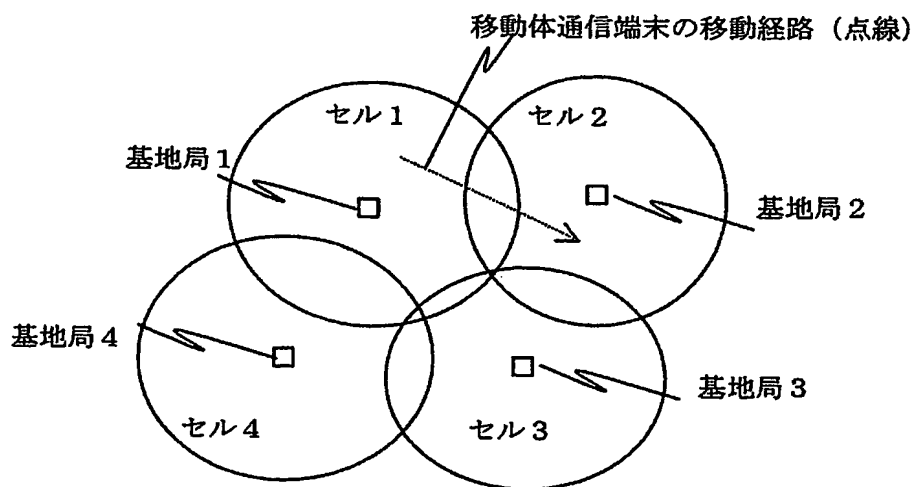 移動体通信端末の移動経路（点線）
セル１
セル２
基地局１
基地局２
基地局４
基地局３
セル４
セル３